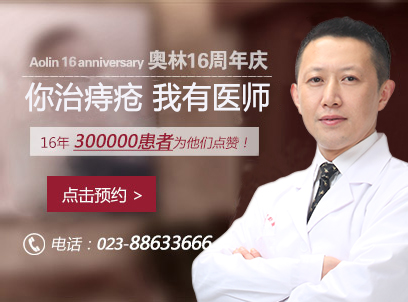 Aolin 16 anniversary 奥林16周年庆
你治痔疮 我有医师
16年 300000患者为他们点赞！
点击预约 >
电话：023-88633666